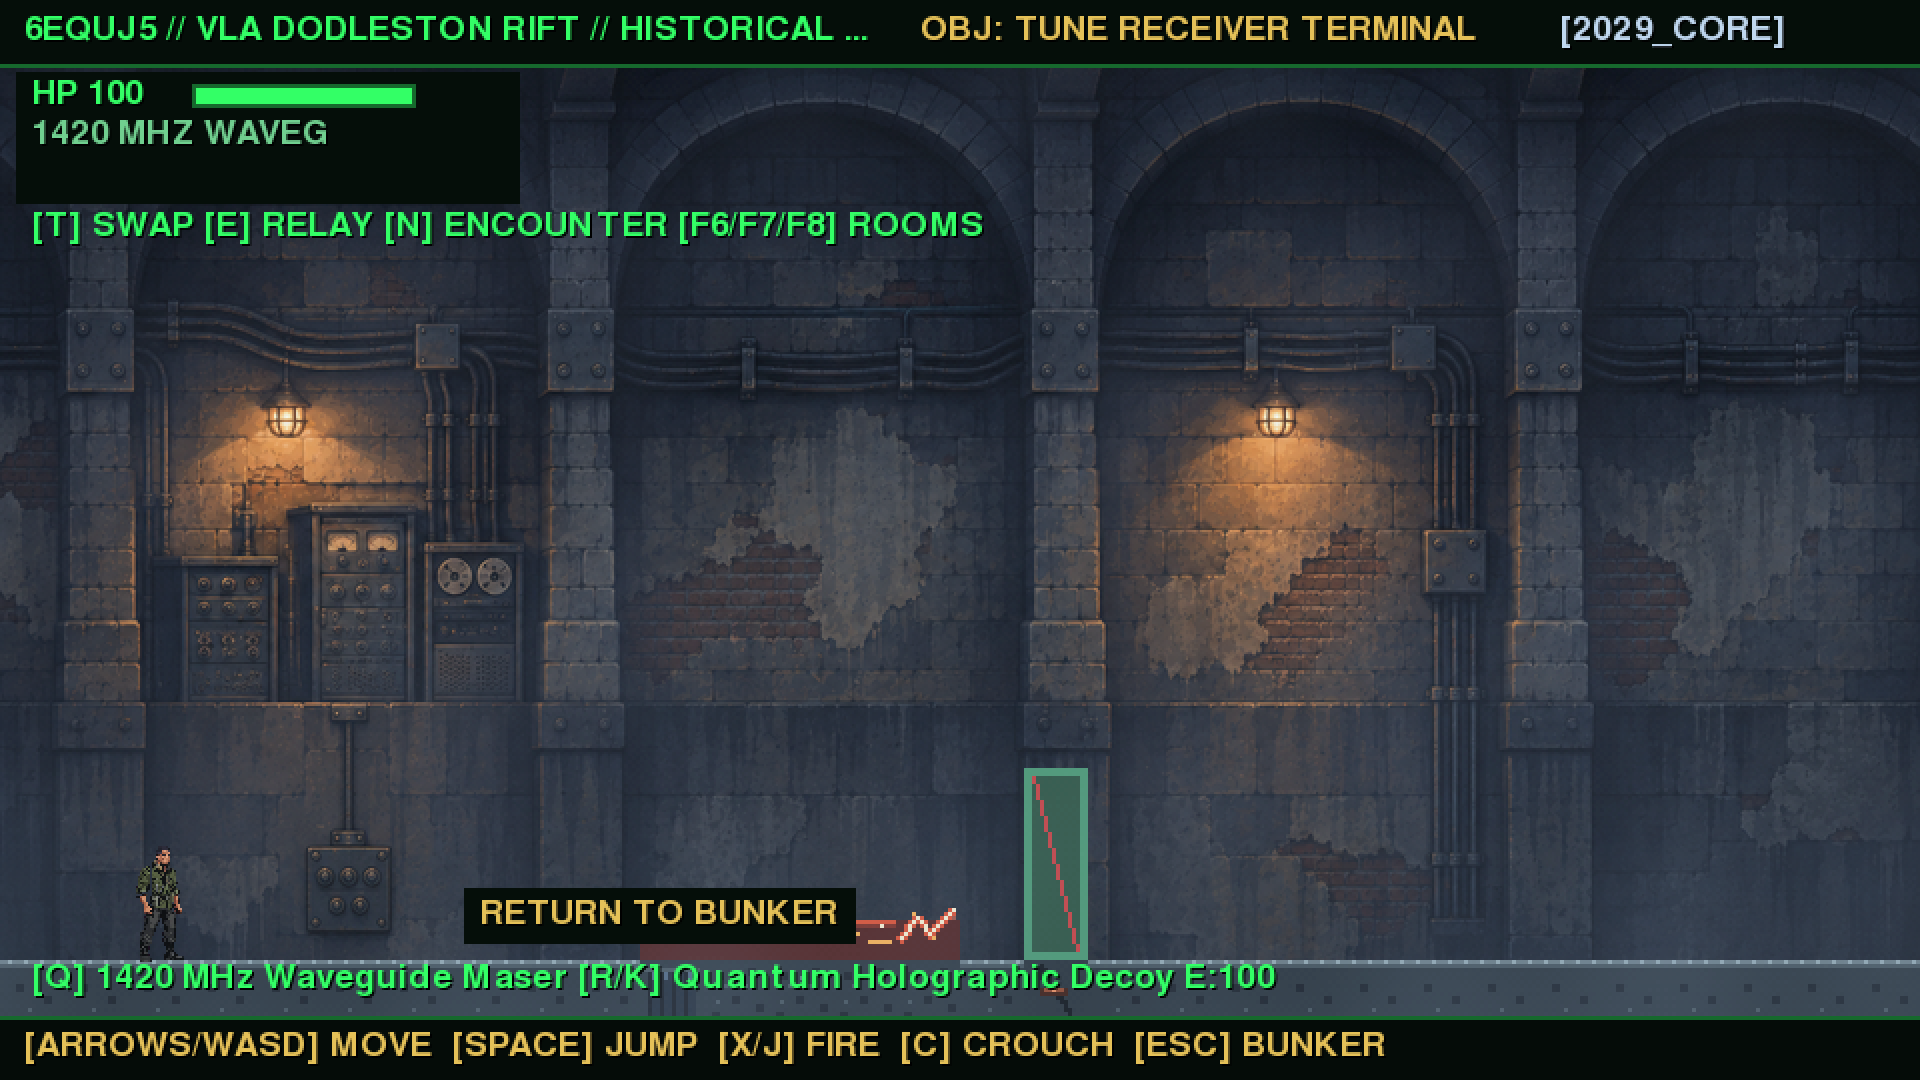 6EQUJ5 // VLA DODLESTON RIFT // HISTORICAL ... OBJ: TUNE RECEIVER TERMINAL [2029_CORE]
HP 100
1420 MHZ WAVEG
[T] SWAP [E] RELAY [N] ENCOUNTER [F6/F7/F8] ROOMS
RETURN TO BUNKER
[Q] 1420 MHz Waveguide Maser [R/K] Quantum Holographic Decoy E:100
[ARROWS/WASD] MOVE [SPACE] JUMP [X/J] FIRE [C] CROUCH [ESC] BUNKER